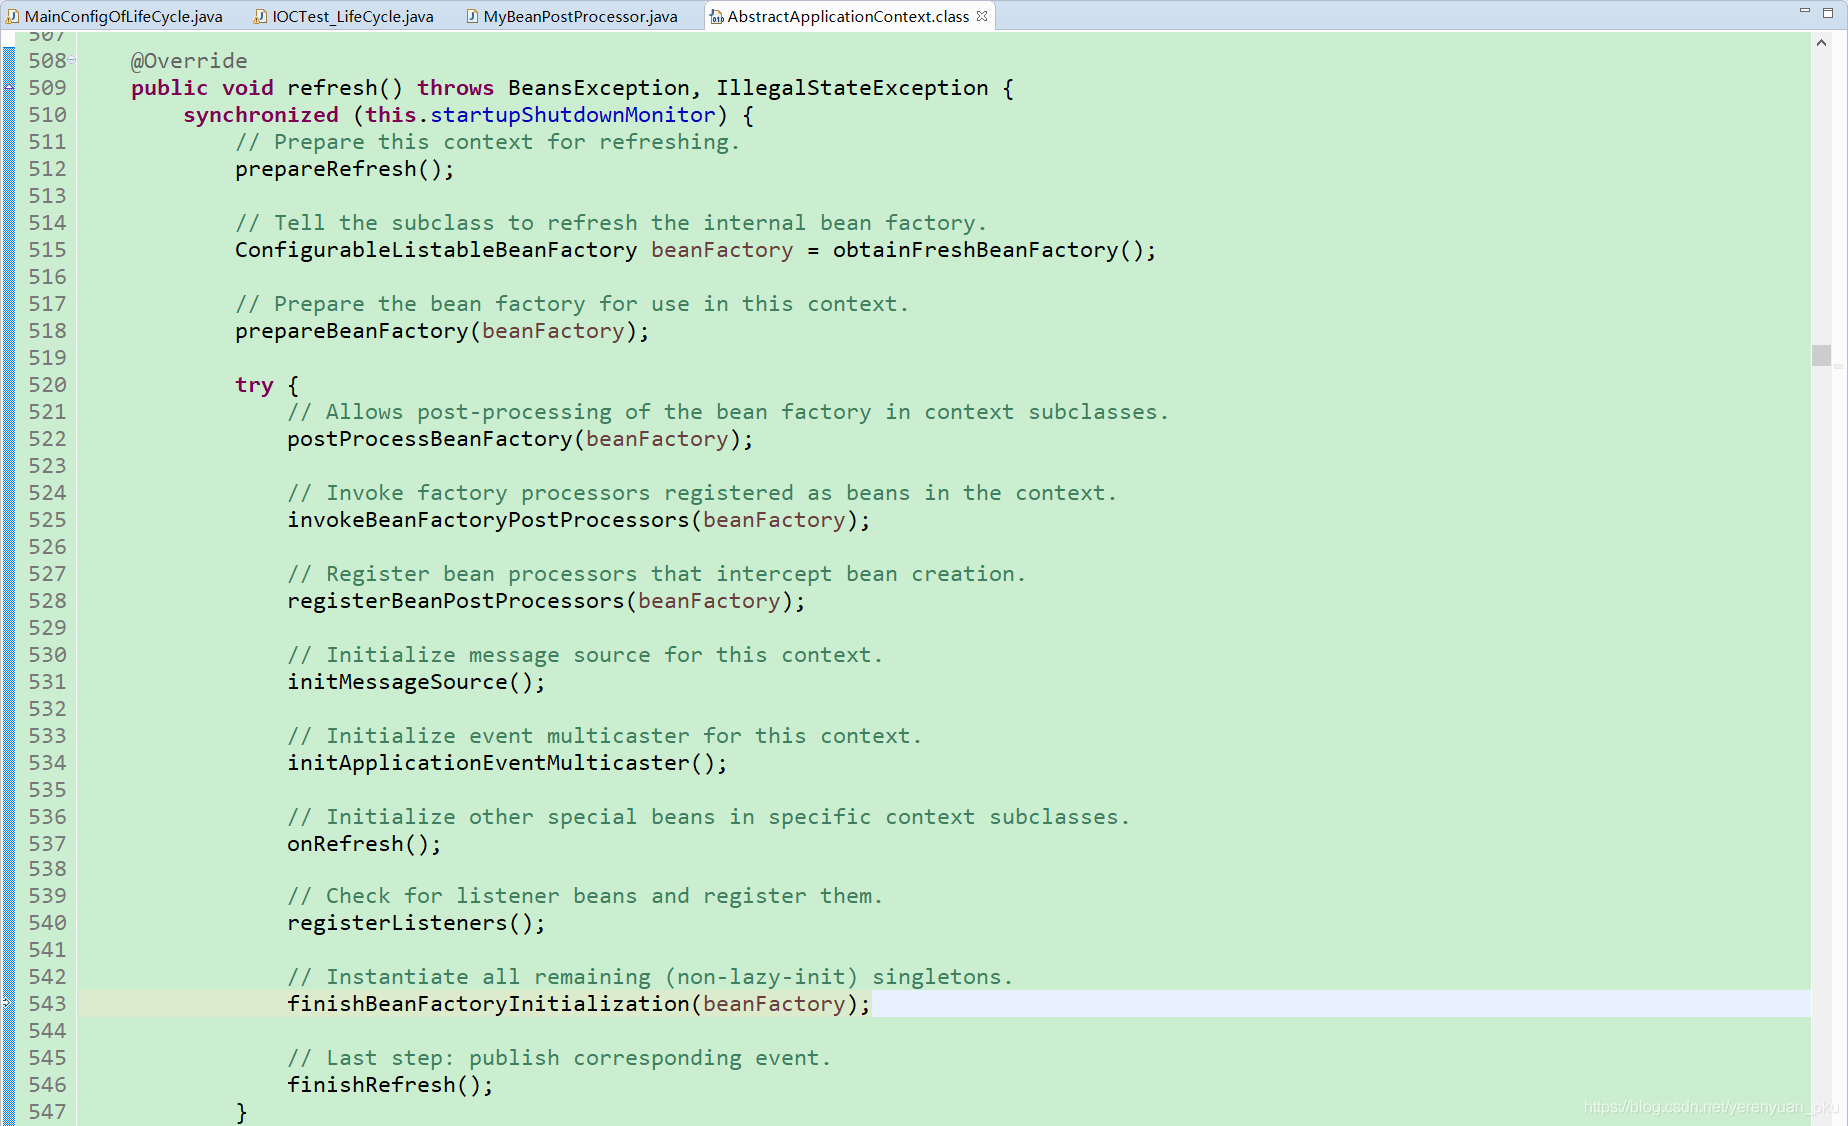 MainConfigOfLifeCycle.java IOCTest_LifeCycle.java MyBeanPostProcessor.java AbstractApplicationContext.class
507
508 @Override
509 public void refresh() throws BeansException, IllegalStateException {
510 synchronized (this.startupShutdownMonitor) {
511 // Prepare this context for refreshing.
512 prepareRefresh();
513
514 // Tell the subclass to refresh the internal bean factory.
515 ConfigurableListableBeanFactory beanFactory = obtainFreshBeanFactory();
516
517 // Prepare the bean factory for use in this context.
518 prepareBeanFactory(beanFactory);
519
520 try {
521 // Allows post-processing of the bean factory in context subclasses.
522 postProcessBeanFactory(beanFactory);
523
524 // Invoke factory processors registered as beans in the context.
525 invokeBeanFactoryPostProcessors(beanFactory);
526
527 // Register bean processors that intercept bean creation.
528 registerBeanPostProcessors(beanFactory);
529
530 // Initialize message source for this context.
531 initMessageSource();
532
533 // Initialize event multicaster for this context.
534 initApplicationEventMulticaster();
535
536 // Initialize other special beans in specific context subclasses.
537 onRefresh();
538
539 // Check for listener beans and register them.
540 registerListeners();
541
542 // Instantiate all remaining (non-lazy-init) singletons.
543 finishBeanFactoryInitialization(beanFactory);
544
545 // Last step: publish corresponding event.
546 finishRefresh();
547 }
https://blog.csdn.net/yerenyuan_pku